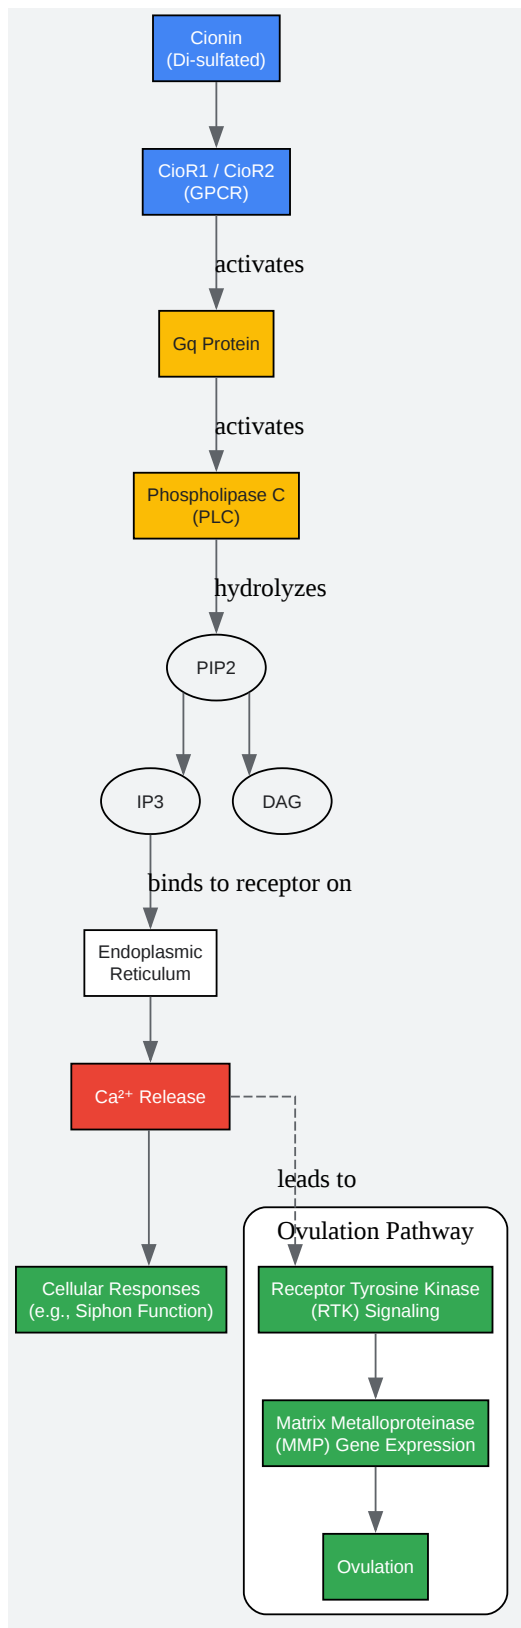 Cionin
(Di-sulfated)
CioR1 / CioR2
(GPCR)
activates
Gq Protein
activates
Phospholipase C
(PLC)
hydrolyzes
PIP2
IP3
DAG
binds to receptor on
Endoplasmic
Reticulum
Ca²⁺ Release
leads to
Ovulation Pathway
Cellular Responses
(e.g., Siphon Function)
Receptor Tyrosine Kinase
(RTK) Signaling
Matrix Metalloproteinase
(MMP) Gene Expression
Ovulation